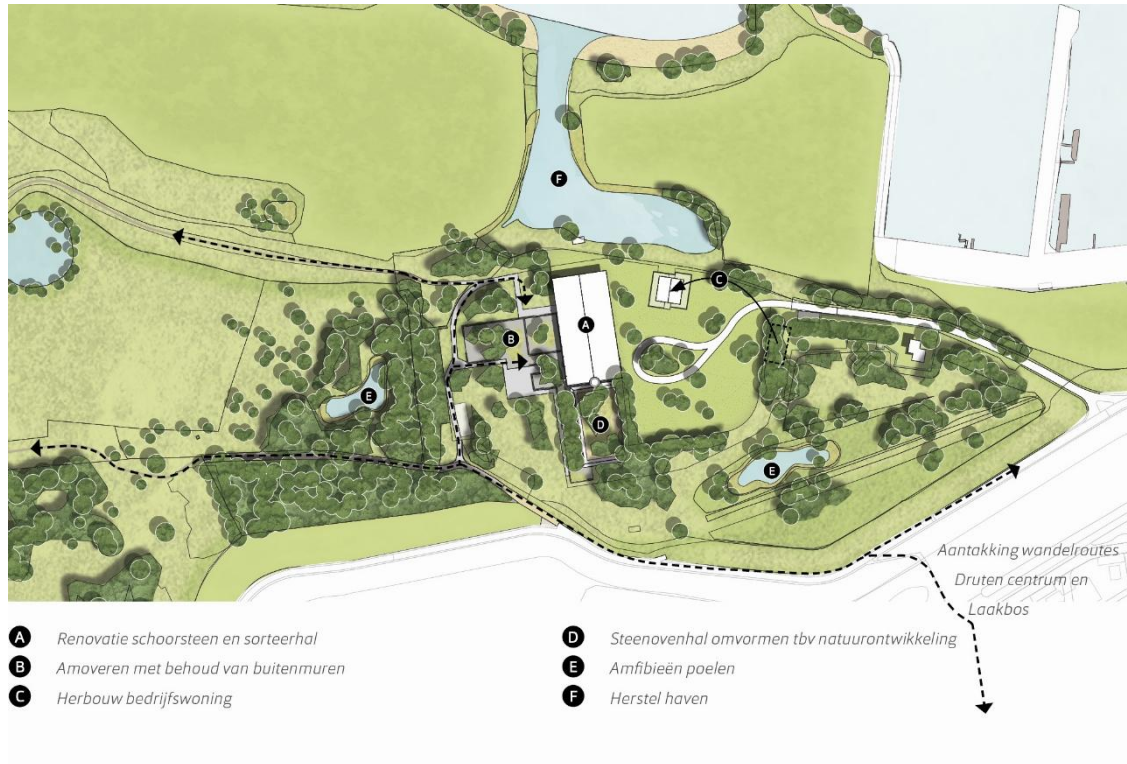 F
C
A
B
E
D
E
Aantakking wandelroutes
Druten centrum en
Laakbos
A Renovatie schoorsteen en sorteerhal
B Amoveren met behoud van buitenmuren
C Herbouw bedrijfswoning
D Steenovenhal omvormen tbv natuurontwikkeling
E Amfibieën poelen
F Herstel haven